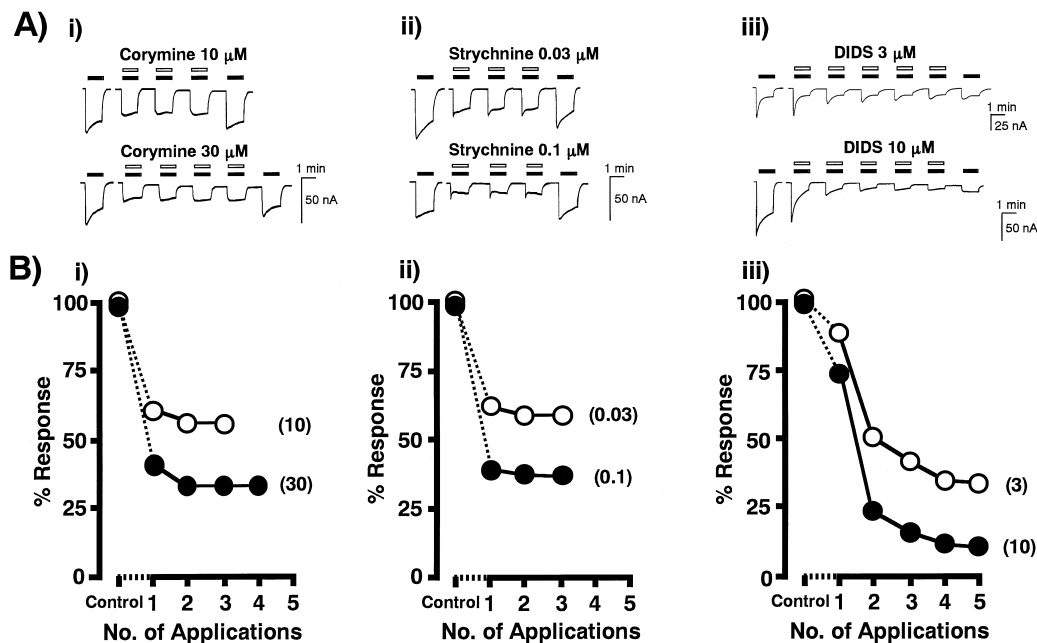 A) i) ii) iii)
Corymine 10 μM
Strychnine 0.03 μM
DIDS 3 μM
1 min
25 nA
Corymine 30 μM
1 min
50 nA
Strychnine 0.1 μM
1 min
50 nA
DIDS 10 μM
1 min
50 nA
B) i) ii) iii)
% Response
100
75
50
25
0
(10)
(30)
Control 1 2 3 4 5
No. of Applications
% Response
100
75
50
25
0
(0.03)
(0.1)
Control 1 2 3 4 5
No. of Applications
% Response
100
75
50
25
0
(3)
(10)
Control 1 2 3 4 5
No. of Applications